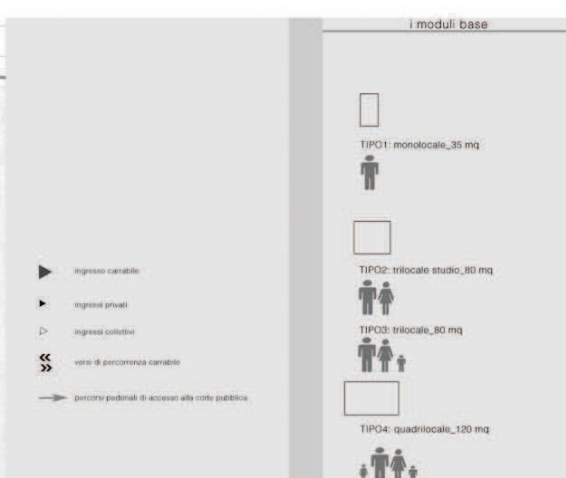 i moduli base
TIPO1: monolocale_35 mq
TIPO2: trilocale studio_80 mq
TIPO3: trilocale_80 mq
TIPO4: quadrilocale_120 mq
ingresso carrabile
ingressi privati
ingressi collettivi
versi di percorrenza carrabile
percorsi pedonali di accesso alla corte pubblica